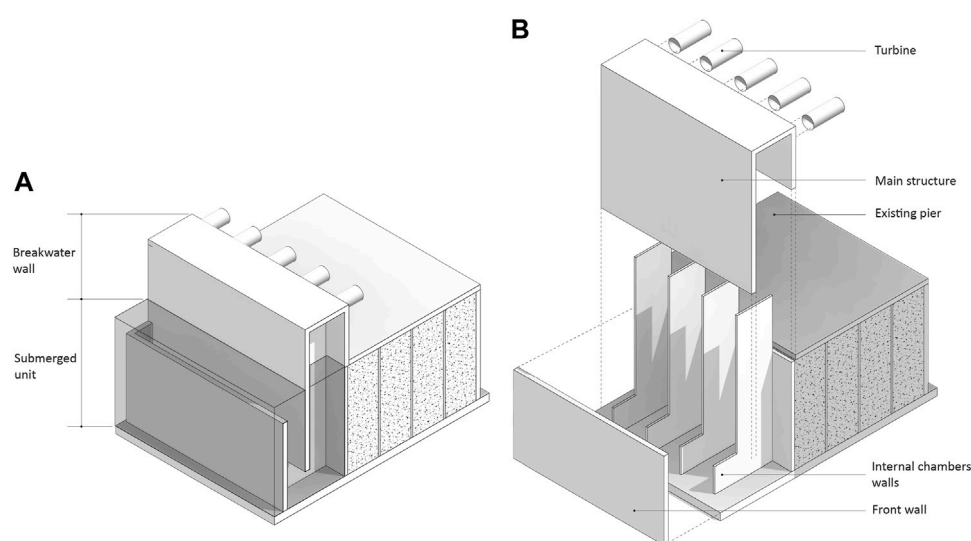 A
Breakwater
wall
Submerged
unit
B
Turbine
Main structure
Existing pier
Internal chambers
walls
Front wall